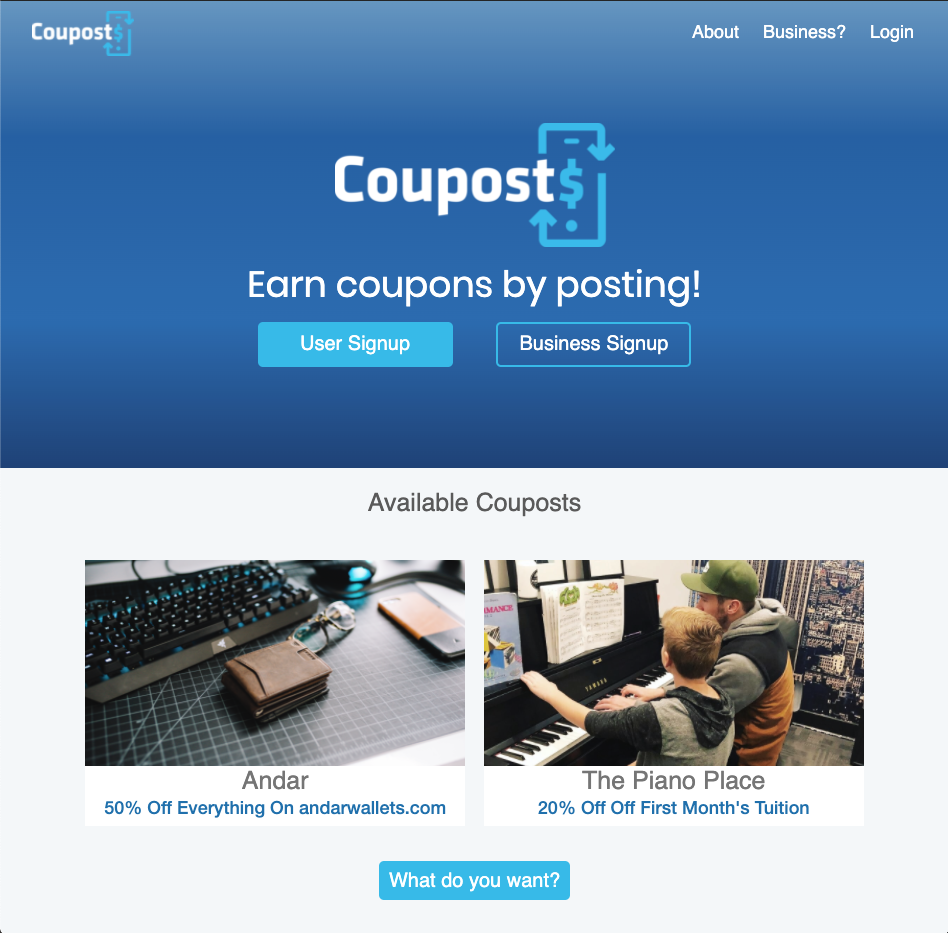 Coupost$
About Business? Login
Coupost$
Earn coupons by posting!
User Signup Business Signup
Available Couposts
MANCE
YAMAHA
Andar The Piano Place
50% Off Everything On andarwallets.com 20% Off Off First Month's Tuition
What do you want?